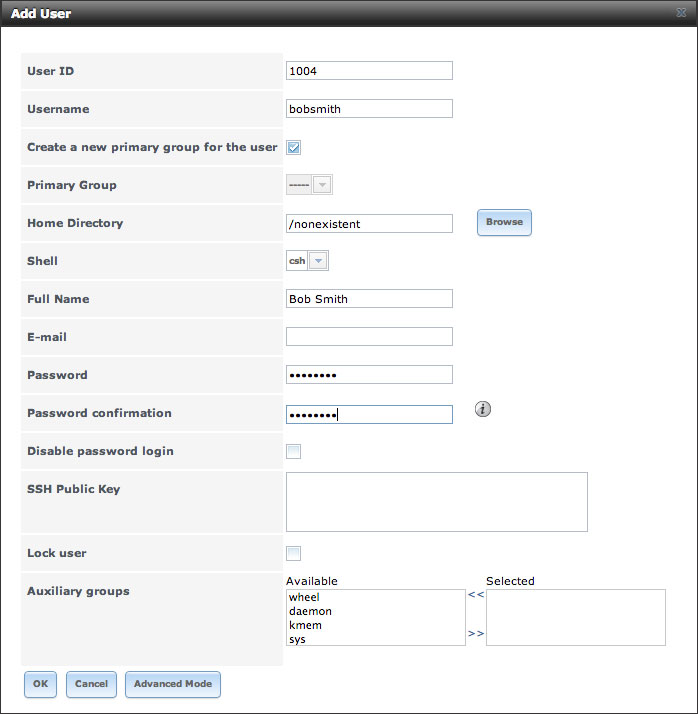 Add User
User ID 1004
Username bobsmith
Create a new primary group for the user
Primary Group -----
Home Directory /nonexistent Browse
Shell csh
Full Name Bob Smith
E-mail
Password ••••••••
Password confirmation •••••••• i
Disable password login
SSH Public Key
Lock user
Auxiliary groups
Available << Selected
wheel
daemon
kmem >>
sys
OK Cancel Advanced Mode